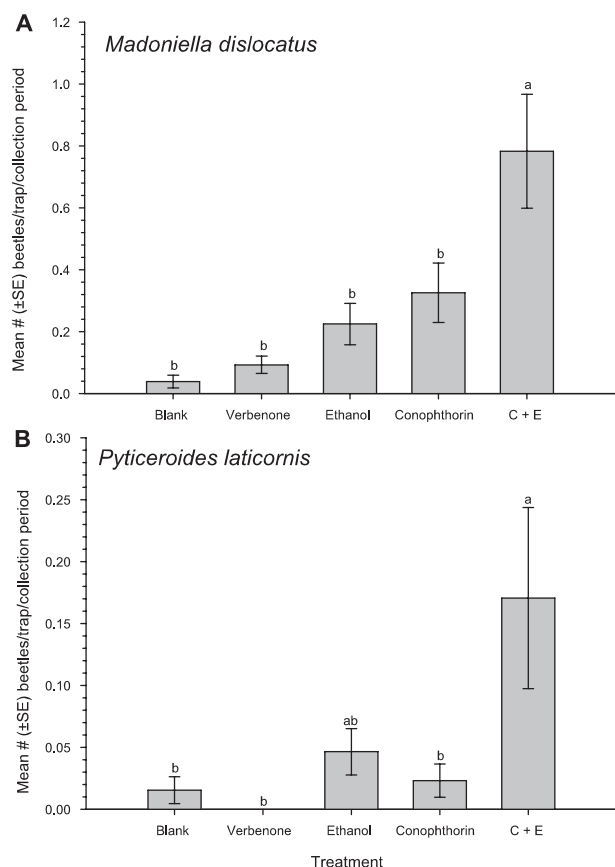 A
Madoniella dislocatus
Mean # (±SE) beetles/trap/collection period
1.2
1.0
0.8
0.6
0.4
0.2
0.0
b
b
b
b
a
Blank Verbenone Ethanol Conophthorin C + E
B
Pyticeroides laticornis
Mean # (±SE) beetles/trap/collection period
0.30
0.25
0.20
0.15
0.10
0.05
0.00
b
b
ab
b
a
Blank Verbenone Ethanol Conophthorin C + E
Treatment